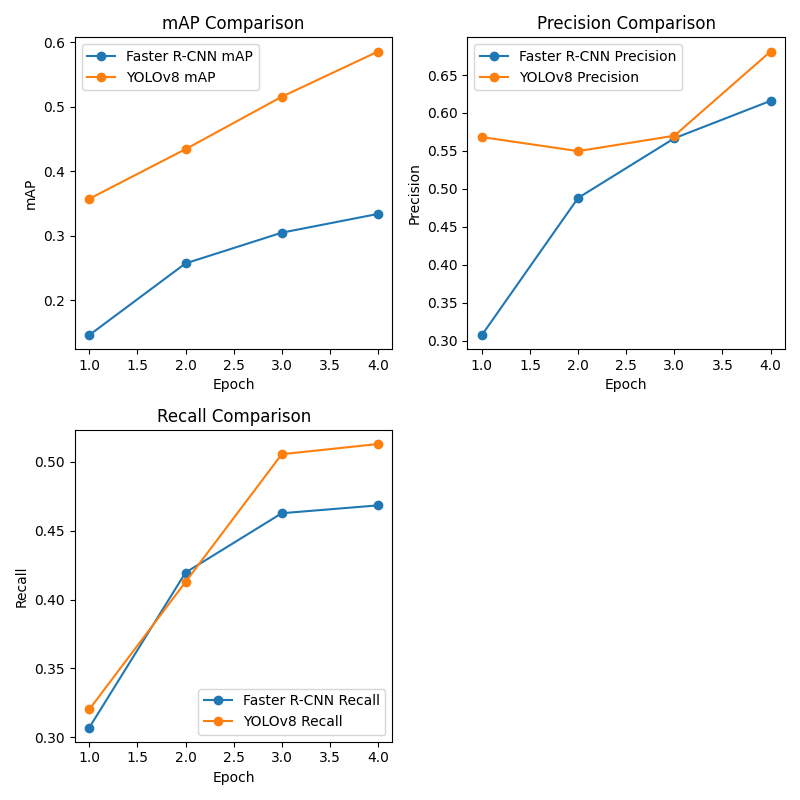 mAP Comparison
Faster R-CNN mAP
YOLOv8 mAP
0.6
0.5
0.4
0.3
0.2
mAP
1.0 1.5 2.0 2.5 3.0 3.5 4.0
Epoch
Precision Comparison
Faster R-CNN Precision
YOLOv8 Precision
0.65
0.60
0.55
0.50
0.45
0.40
0.35
0.30
Precision
1.0 1.5 2.0 2.5 3.0 3.5 4.0
Epoch
Recall Comparison
0.50
0.45
0.40
0.35
0.30
Recall
Faster R-CNN Recall
YOLOv8 Recall
1.0 1.5 2.0 2.5 3.0 3.5 4.0
Epoch